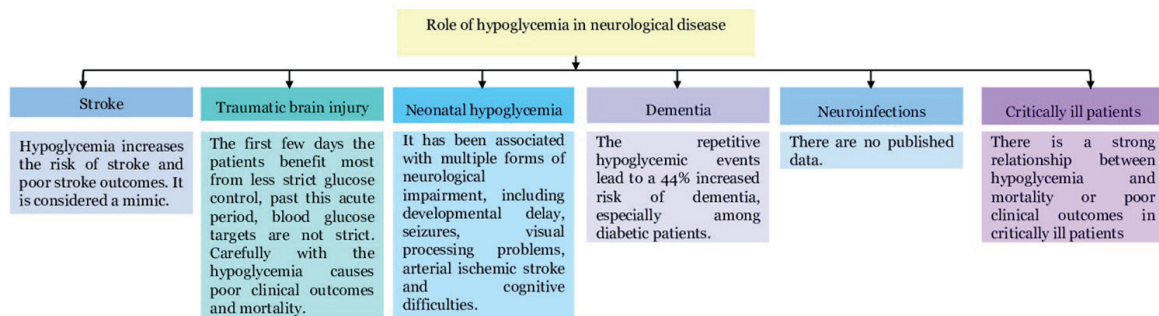 Role of hypoglycemia in neurological disease
Stroke
Hypoglycemia increases
the risk of stroke and
poor stroke outcomes. It
is considered a mimic.
Traumatic brain injury
The first few days the
patients benefit most
from less strict glucose
control, past this acute
period, blood glucose
targets are not strict.
Carefully with the
hypoglycemia causes
poor clinical outcomes
and mortality.
Neonatal hypoglycemia
It has been associated
with multiple forms of
neurological
impairment, including
developmental delay,
seizures, visual
processing problems,
arterial ischemic stroke
and cognitive
difficulties.
Dementia
The repetitive
hypoglycemic events
lead to a 44% increased
risk of dementia,
especially among
diabetic patients.
Neuroinfections
There are no published
data.
Critically ill patients
There is a strong
relationship between
hypoglycemia and
mortality or poor
clinical outcomes in
critically ill patients